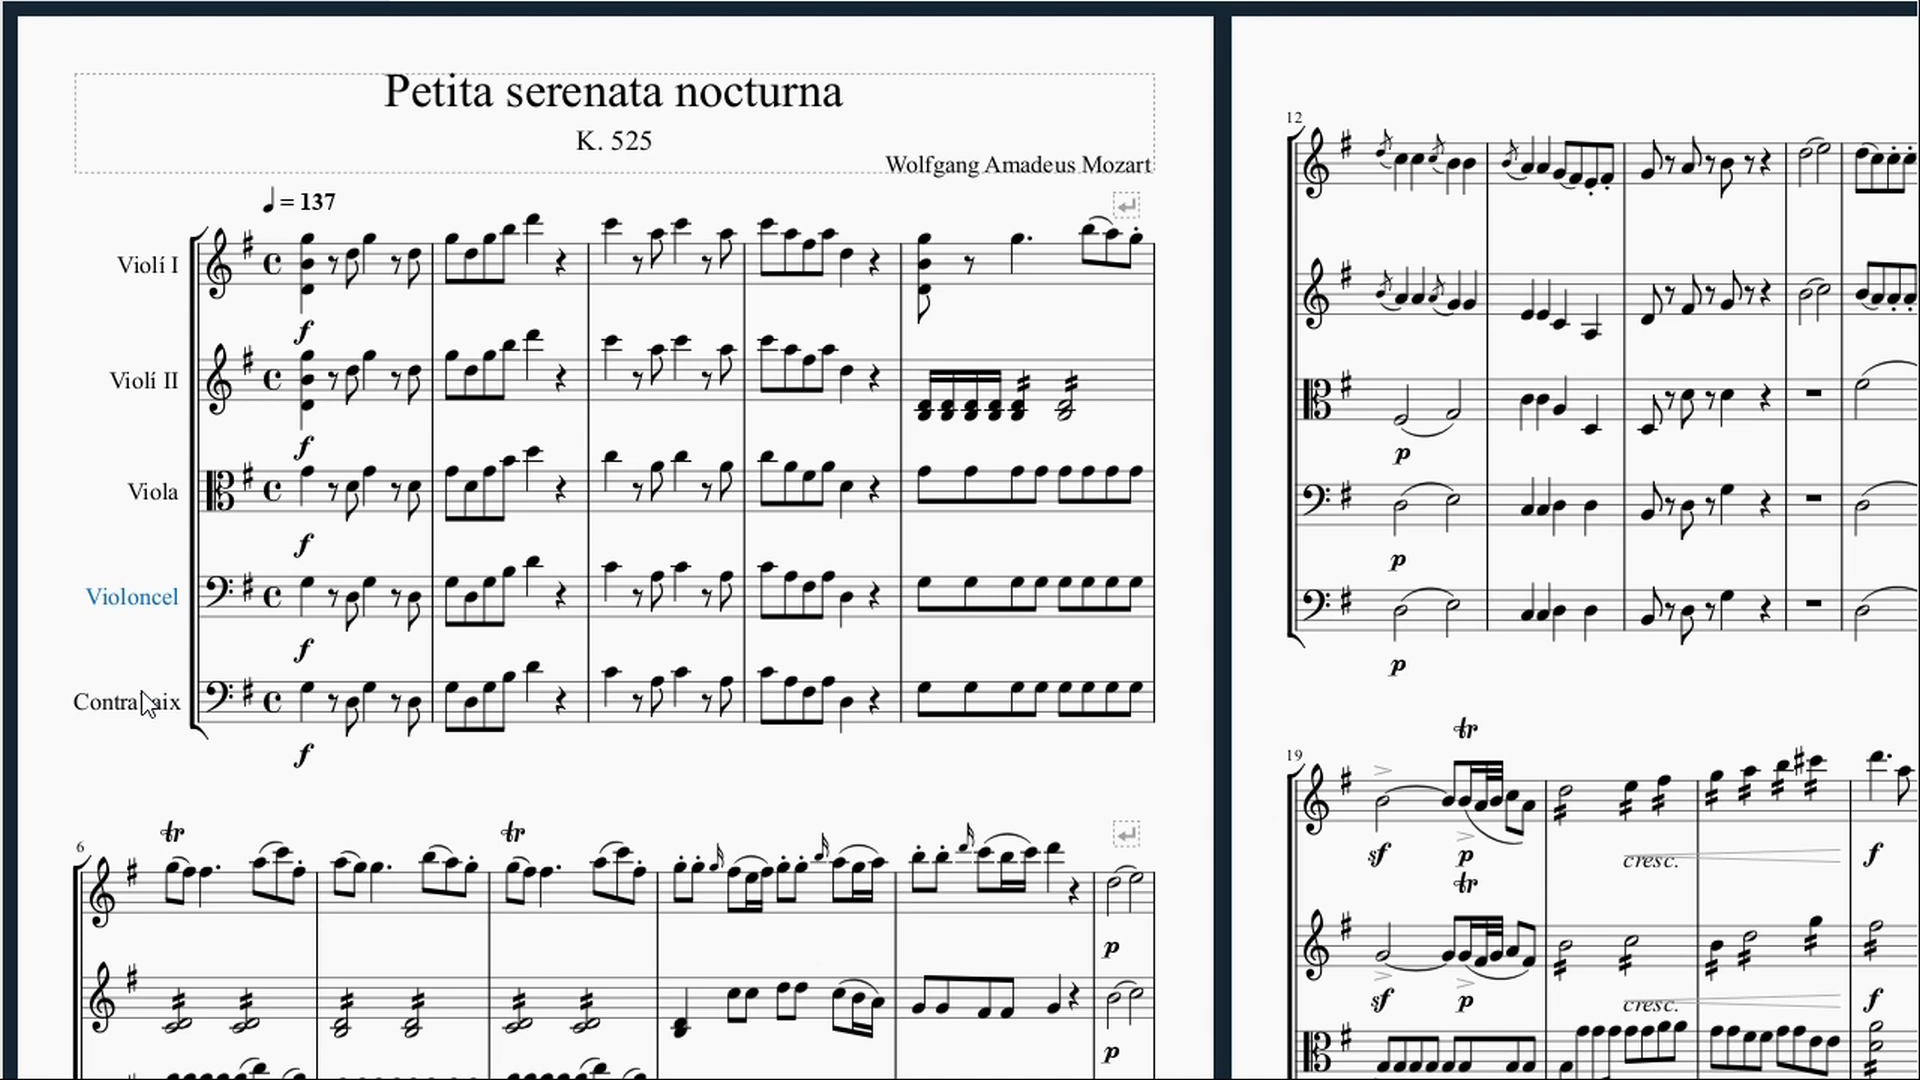 Petita serenata nocturna
K. 525
Wolfgang Amadeus Mozart
= 137
Violí I
f
Violí II
f
Viola
f
Violoncel
f
f
6
tr
tr
p
p
12
p
p
p
19
tr
sf
p
cresc.
f
tr
sf
p
cresc.
f